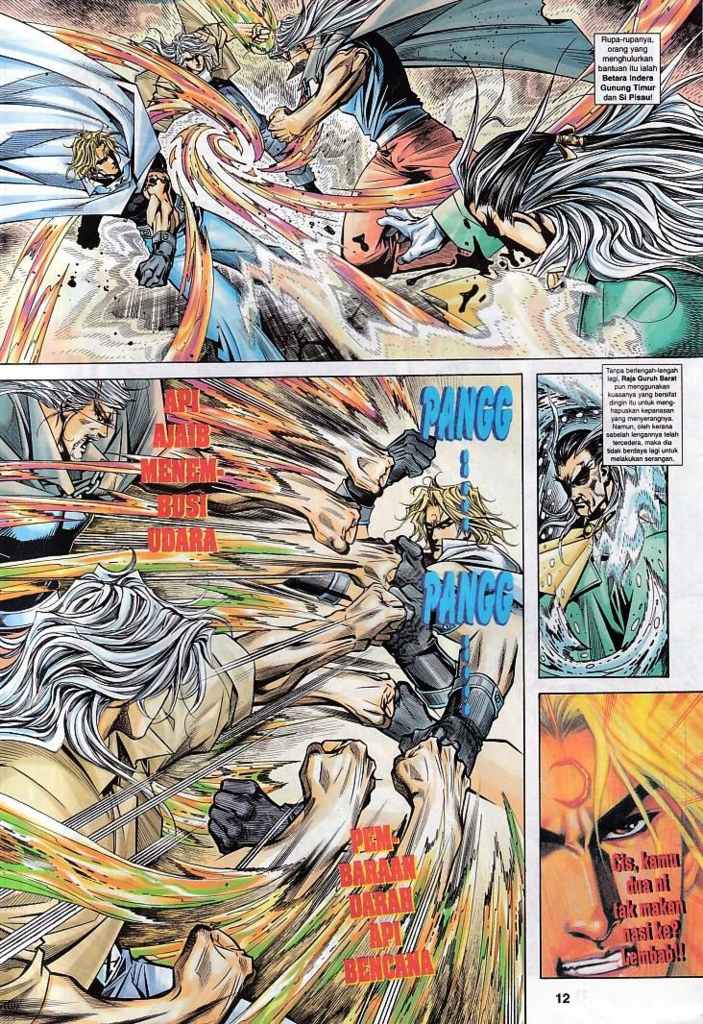 Rupa-rupanya,
orang yang
menghulurkan
bantuan itu ialah
Betara Indera
Gunung Timur
dan Si Pisau!
API
AJAIB
MENEM-
BUSI
UDARA
PANGG
!
PANGG
!
PEM-
BARAAN
DARAH
API
BENCANA
Tanpa berlengah-lengah
lagi, Raja Guruh Barat
pun menggunakan
kuasanya yang bersifat
dingin itu untuk meng-
hapuskan kepanasan
yang menyerangnya.
Namun, oleh kerana
sebelah lengannya telah
tercedera, maka dia
tidak berdaya lagi untuk
melakukan serangan.
Cis, kamu
dua ni
tak makan
nasi ke?
Lembab!!
12